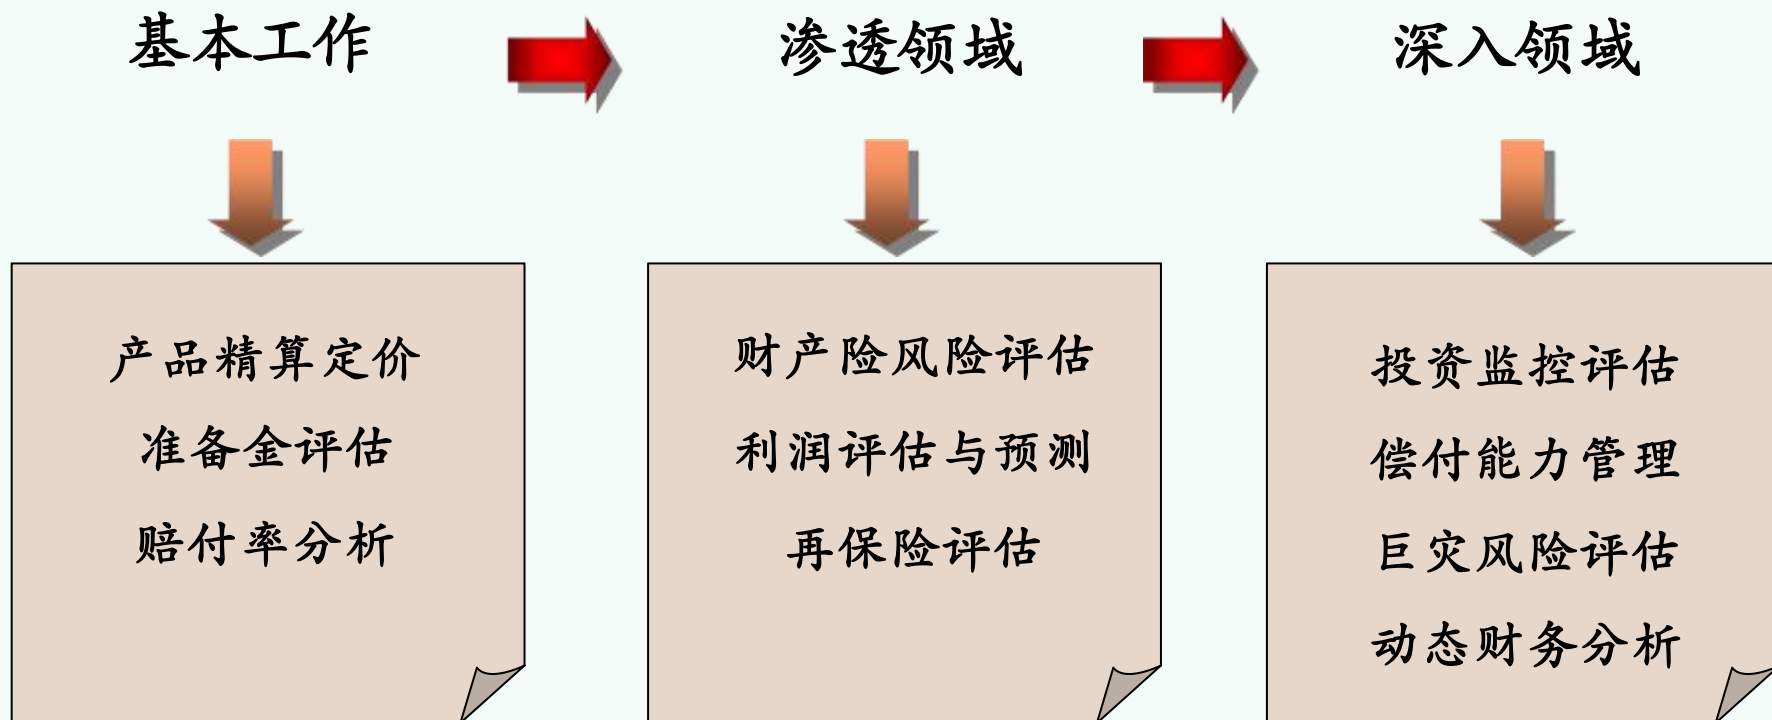 基本工作
渗透领域
深入领域
产品精算定价
准备金评估
赔付率分析
财产险风险评估
利润评估与预测
再保险评估
投资监控评估
偿付能力管理
巨灾风险评估
动态财务分析